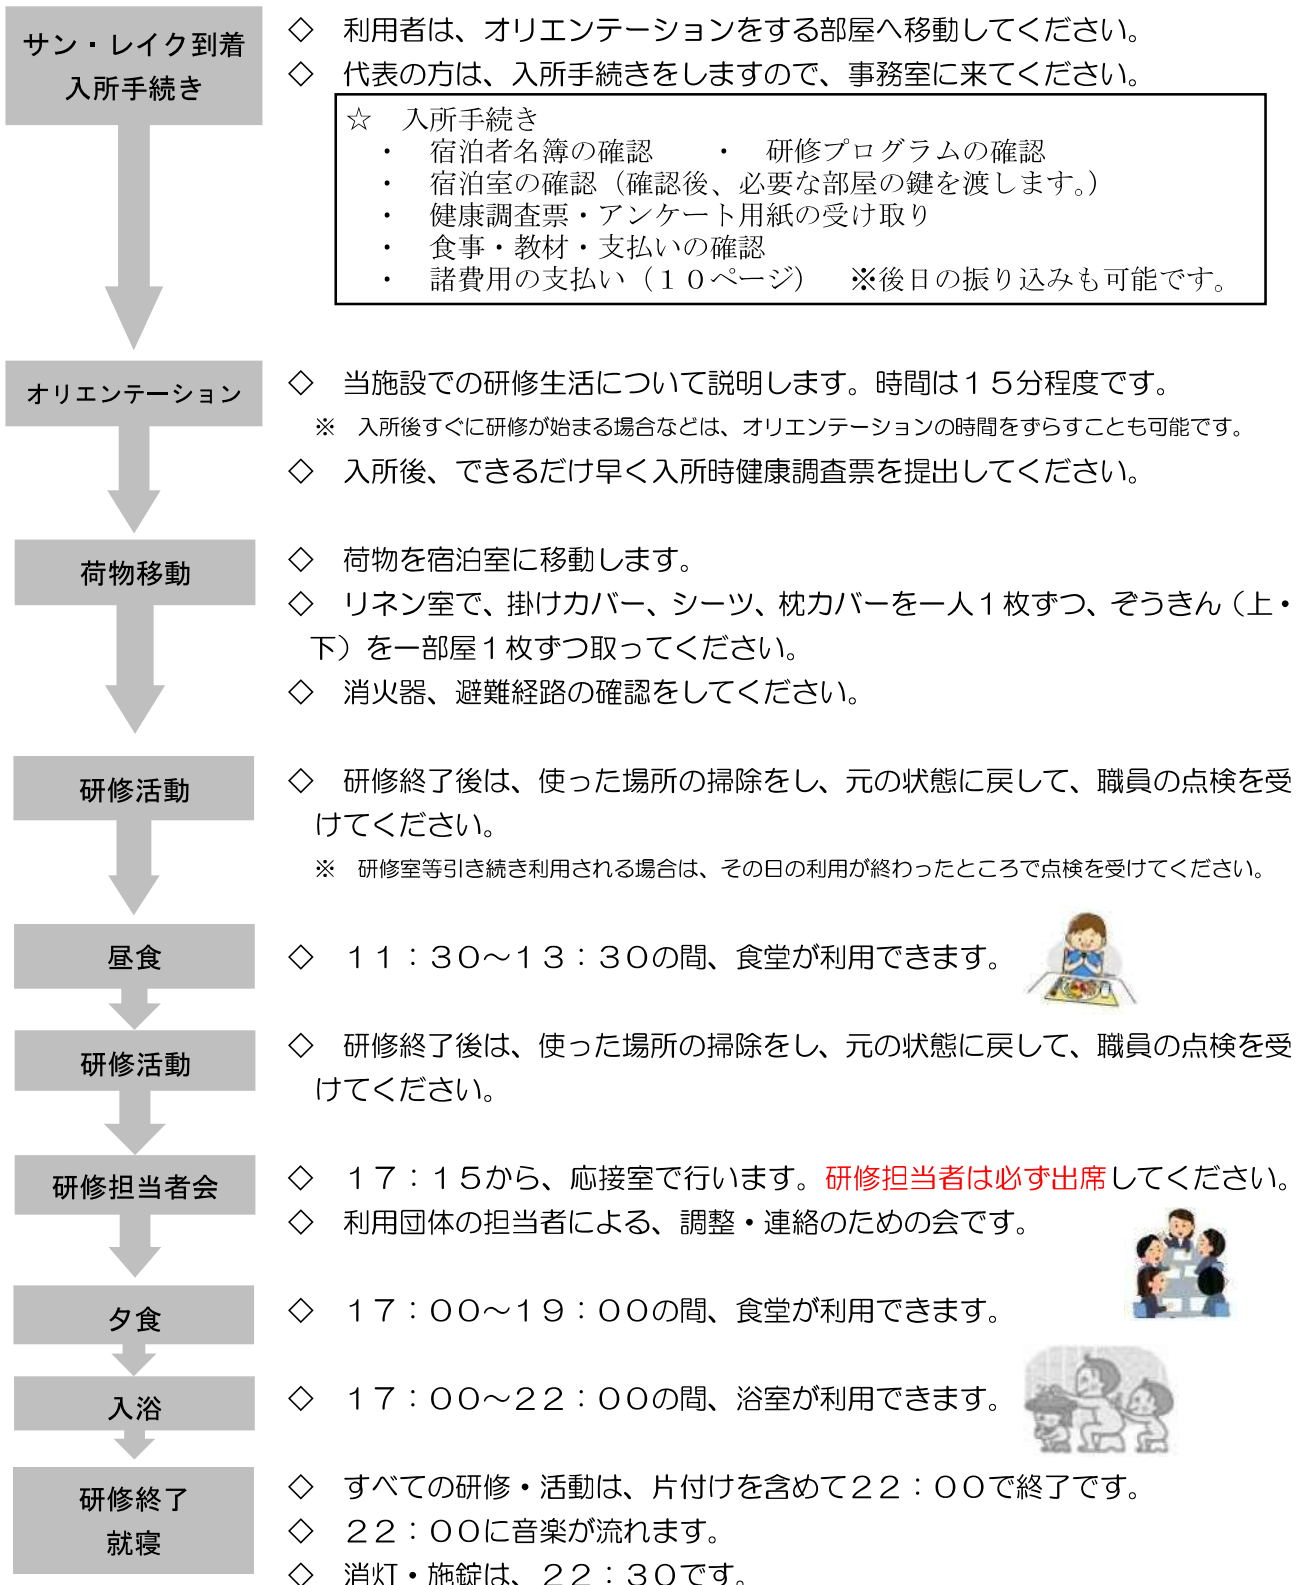 サン・レイク到着
入所手続き
◇　利用者は、オリエンテーションをする部屋へ移動してください。
◇　代表の方は、入所手続きをしますので、事務室に来てください。
☆　入所手続き
・　宿泊者名簿の確認　　・　研修プログラムの確認
・　宿泊室の確認（確認後、必要な部屋の鍵を渡します。）
・　健康調査票・アンケート用紙の受け取り
・　食事・教材・支払いの確認
・　諸費用の支払い（１０ページ）　※後日の振り込みも可能です。
オリエンテーション
◇　当施設での研修生活について説明します。時間は１５分程度です。
※　入所後すぐに研修が始まる場合などは、オリエンテーションの時間をずらすことも可能です。
◇　入所後、できるだけ早く入所時健康調査票を提出してください。
荷物移動
◇　荷物を宿泊室に移動します。
◇　リネン室で、掛けカバー、シーツ、枕カバーを一人１枚ずつ、ぞうきん（上・
下）を一部屋１枚ずつ取ってください。
◇　消火器、避難経路の確認をしてください。
研修活動
◇　研修終了後は、使った場所の掃除をし、元の状態に戻して、職員の点検を受
けてください。
※　研修室等引き続き利用される場合は、その日の利用が終わったところで点検を受けてください。
昼食
◇　１１：３０～１３：３０の間、食堂が利用できます。
研修活動
◇　研修終了後は、使った場所の掃除をし、元の状態に戻して、職員の点検を受
けてください。
研修担当者会
◇　１７：１５から、応接室で行います。研修担当者は必ず出席してください。
◇　利用団体の担当者による、調整・連絡のための会です。
夕食
◇　１７：００～１９：００の間、食堂が利用できます。
入浴
◇　１７：００～２２：００の間、浴室が利用できます。
研修終了
就寝
◇　すべての研修・活動は、片付けを含めて２２：００で終了です。
◇　２２：００に音楽が流れます。
◇　消灯・施錠は、２２：３０です。